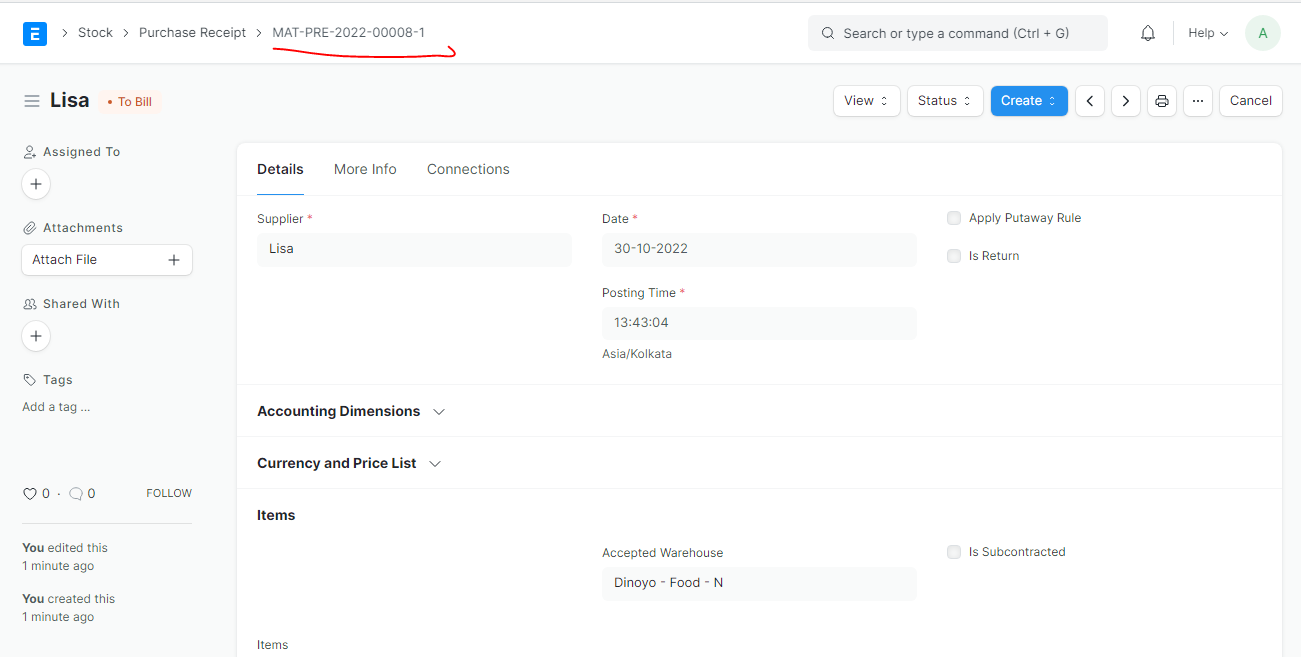 E
Stock
Purchase Receipt
MAT-PRE-2022-00008-1
Search or type a command (Ctrl + G)
Help
A
Lisa
To Bill
View
Status
Create
Cancel
Assigned To
Attachments
Attach File
Shared With
Tags
Add a tag ...
0 · 0
FOLLOW
You edited this
1 minute ago
You created this
1 minute ago
Details
More Info
Connections
Supplier *
Lisa
Date *
30-10-2022
Posting Time *
13:43:04
Asia/Kolkata
Apply Putaway Rule
Is Return
Accounting Dimensions
Currency and Price List
Items
Accepted Warehouse
Dinoyo - Food - N
Is Subcontracted
Items